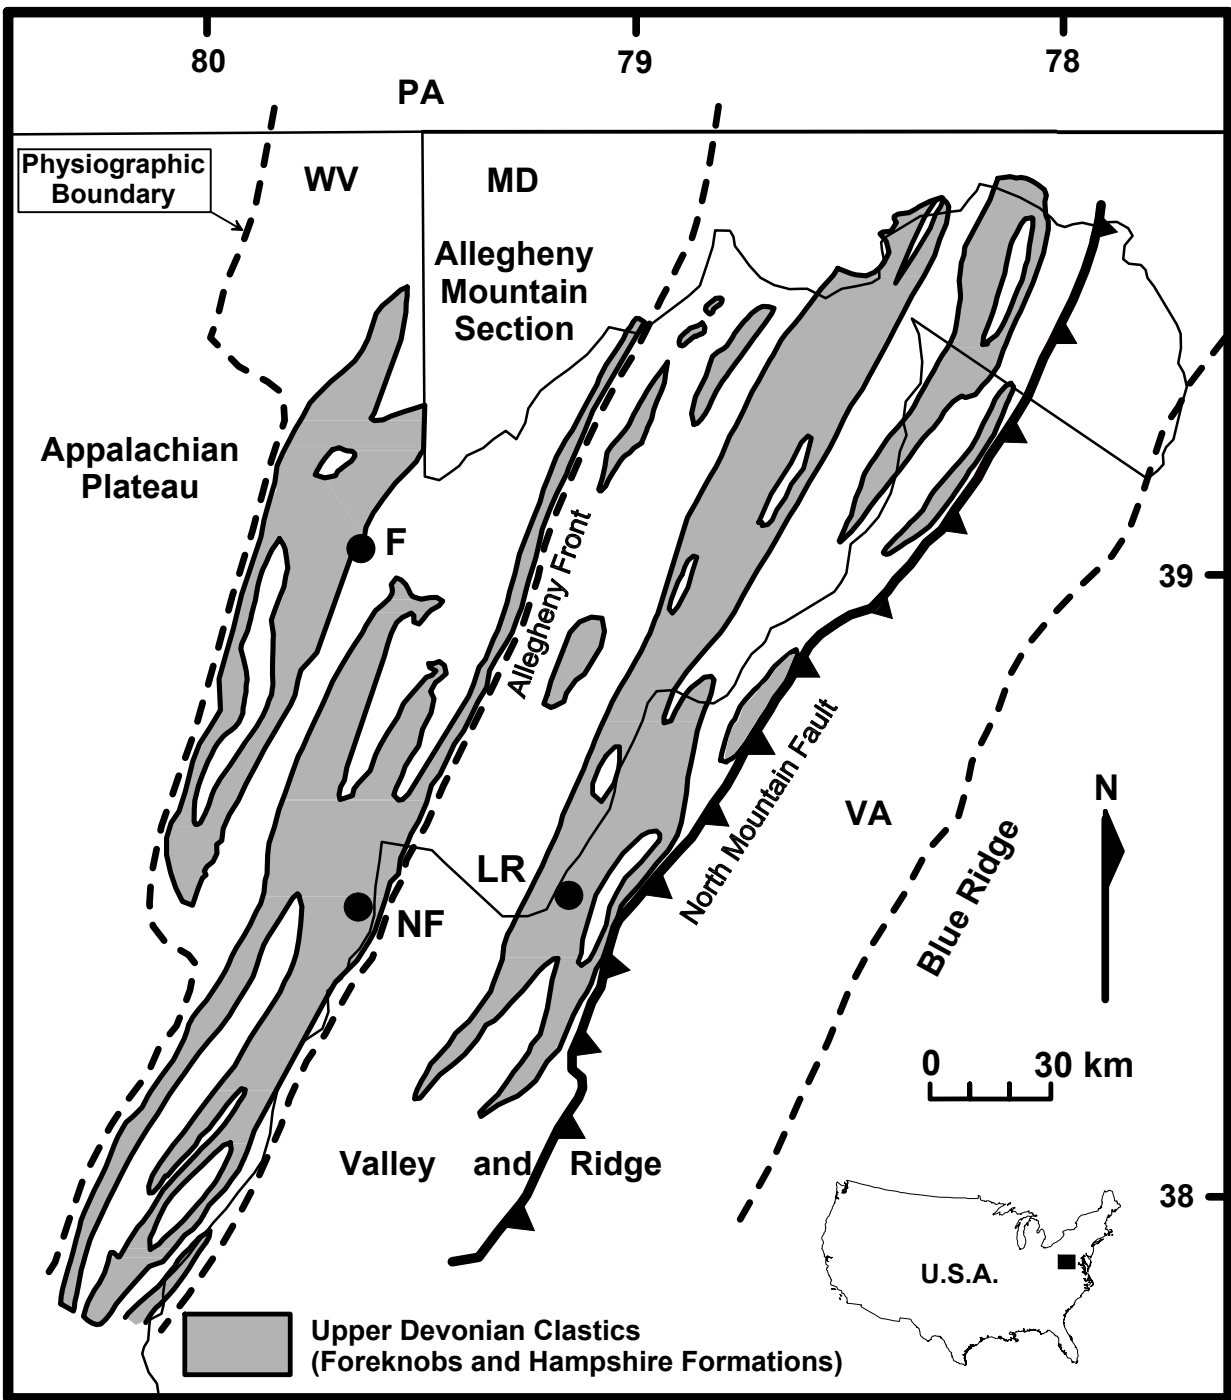 80
79
78
PA
Physiographic
Boundary
WV
MD
Allegheny
Mountain
Section
Appalachian
Plateau
F
Allegheny Front
39
North Mountain Fault
VA
N
LR
NF
Blue Ridge
0
30 km
Valley and Ridge
38
U.S.A.
Upper Devonian Clastics
(Foreknobs and Hampshire Formations)